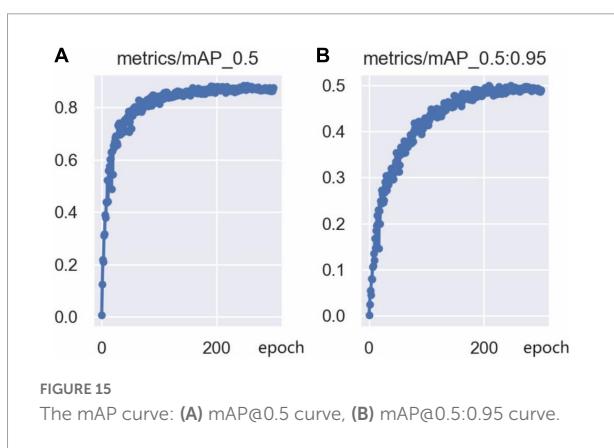 A metrics/mAP_0.5
B metrics/mAP_0.5:0.95
0.8
0.6
0.4
0.2
0.0
0 200 epoch
0.5
0.4
0.3
0.2
0.1
0.0
0 200 epoch
FIGURE 15
The mAP curve: (A) mAP@0.5 curve, (B) mAP@0.5:0.95 curve.